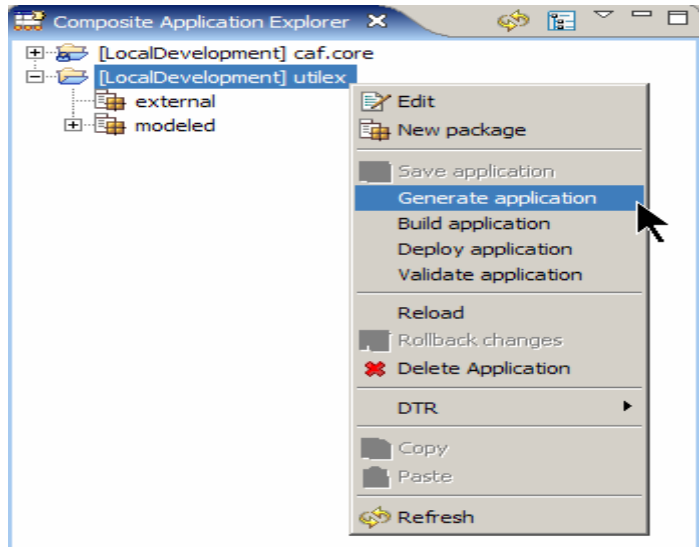 Composite Application Explorer
[LocalDevelopment] caf.core
[LocalDevelopment] utilex
external
modeled
Edit
New package
Save application
Generate application
Build application
Deploy application
Validate application
Reload
Rollback changes
Delete Application
DTR
Copy
Paste
Refresh